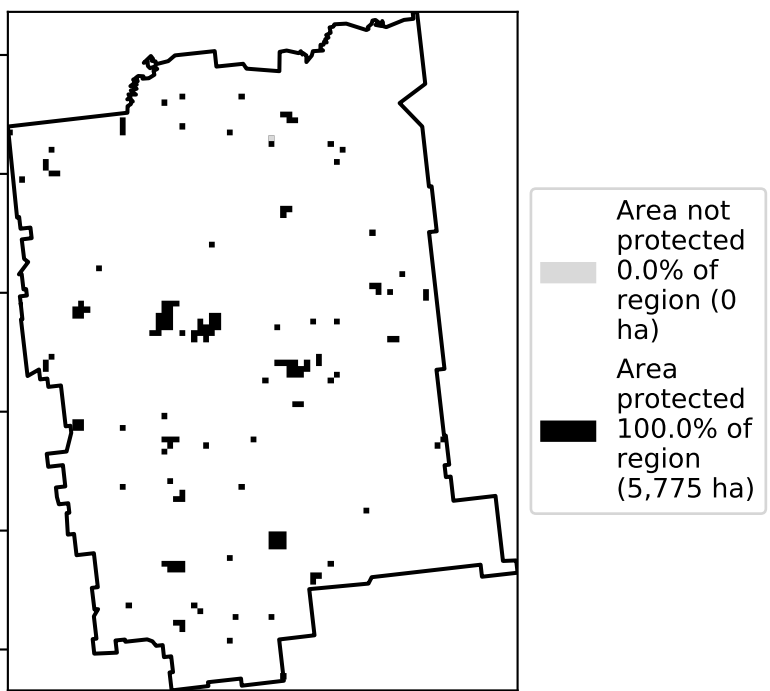 Area not
protected
0.0% of
region (0
ha)
Area
protected
100.0% of
region
(5,775 ha)